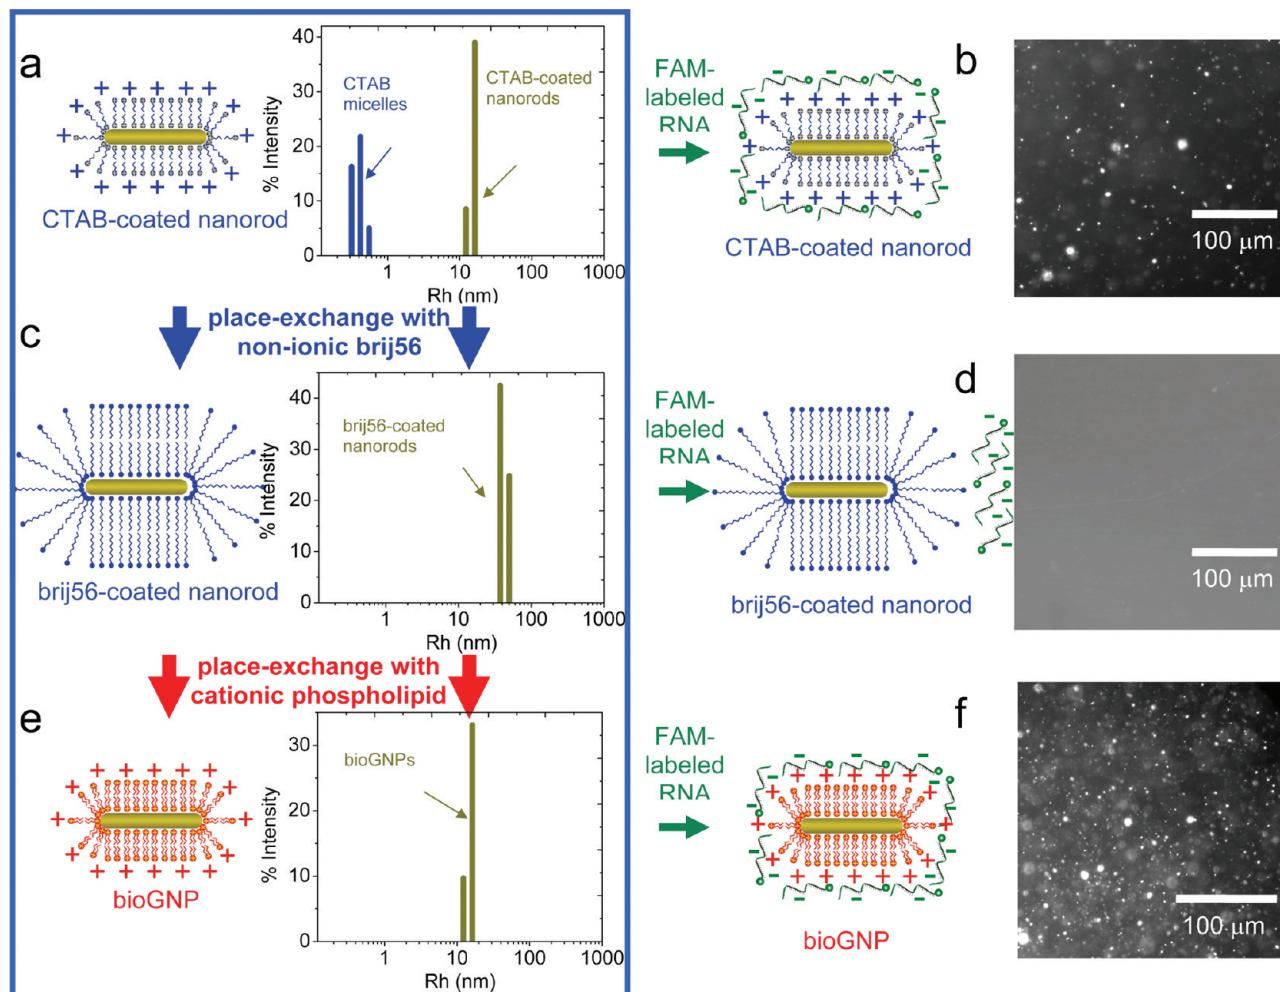 a
40
30
20
10
0
% Intensity
CTAB
micelles
CTAB-coated
nanorods
1
10
100
1000
Rh (nm)
+ + + + +
+ +
+ +
+ +
+ + + + +
CTAB-coated nanorod
FAM-
labeled
RNA
b
CTAB-coated nanorod
100 μm
place-exchange with
non-ionic brij56
c
40
30
20
10
0
% Intensity
brij56-coated
nanorods
1
10
100
1000
Rh (nm)
brij56-coated nanorod
FAM-
labeled
RNA
d
brij56-coated nanorod
100 μm
place-exchange with
cationic phospholipid
e
30
20
10
0
% Intensity
bioGNPs
1
10
100
1000
Rh (nm)
bioGNP
FAM-
labeled
RNA
f
bioGNP
100 μm